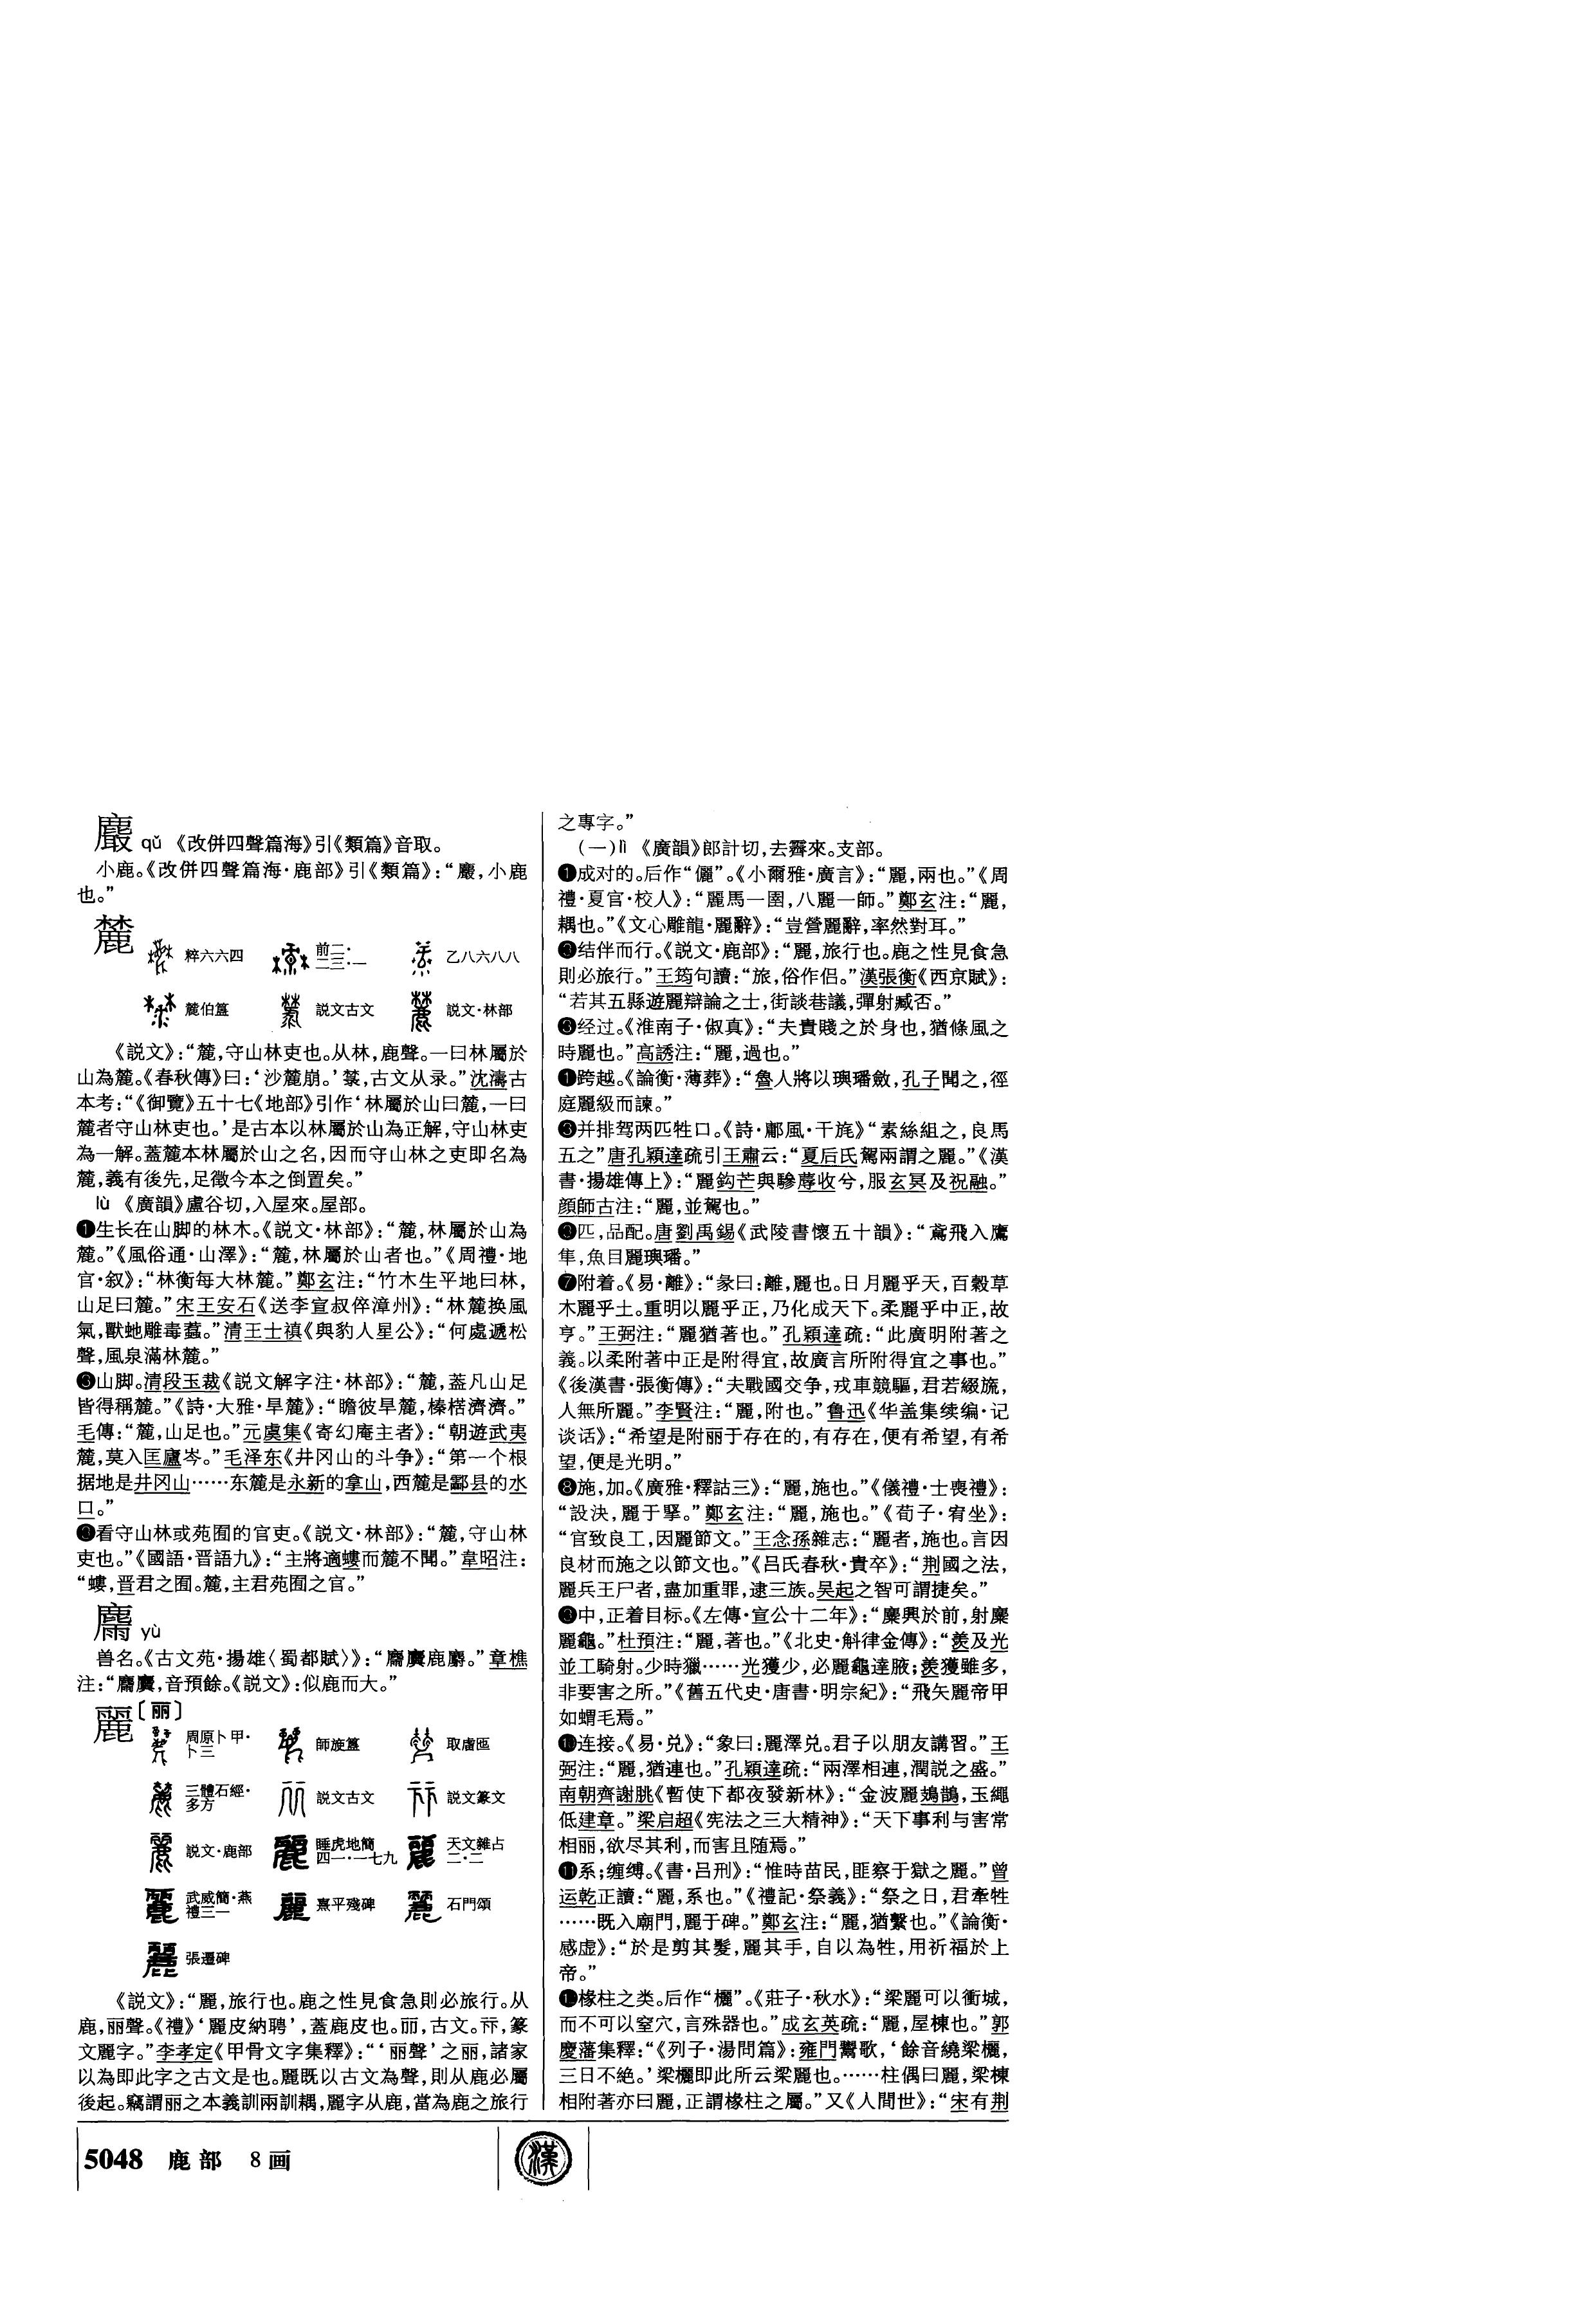 qǔ 《改併四聲篇海》引《類篇》音取。
小鹿。《改併四聲篇海·鹿部》引《類篇》：“，小鹿
也。”
麓
粹六六四 前二·二三·一 乙八六八八
麓伯簋 説文古文 説文·林部
《説文》：“麓，守山林吏也。从林，鹿聲。一曰林屬於
山為麓。《春秋傳》曰：‘沙麓崩。’𥿡，古文从录。”沈濤古
本考：“《御覽》五十七《地部》引作‘林屬於山曰麓，一曰
麓者守山林吏也。’是古本以林屬於山為正解，守山林吏
為一解。蓋麓本林屬於山之名，因而守山林之吏即名為
麓，義有後先，足徵今本之倒置矣。”
lù 《廣韻》盧谷切，入屋來。屋部。
❶生长在山脚的林木。《説文·林部》：“麓，林屬於山為
麓。”《風俗通·山澤》：“麓，林屬於山者也。”《周禮·地
官·叙》：“林衡每大林麓。”鄭玄注：“竹木生平地曰林，
山足曰麓。”宋王安石《送李宣叔倅漳州》：“林麓换風
氣，獸虵雕毒蠚。”清王士禛《與豹人星公》：“何處遞松
聲，風泉滿林麓。”
❸山脚。清段玉裁《説文解字注·林部》：“麓，蓋凡山足
皆得稱麓。”《詩·大雅·旱麓》：“瞻彼旱麓，榛楛濟濟。”
毛傳：“麓，山足也。”元虞集《寄幻庵主者》：“朝遊武夷
麓，莫入匡廬岑。”毛泽东《井冈山的斗争》：“第一个根
据地是井冈山……东麓是永新的拿山，西麓是酃县的水
口。”
❸看守山林或苑囿的官吏。《説文·林部》：“麓，守山林
吏也。”《國語·晋語九》：“主將適螻而麓不聞。”韋昭注：
“螻，晋君之囿。麓，主君苑囿之官。”
yù
兽名。《古文苑·揚雄〈蜀都賦〉》：“鹿麝。”章樵
注：“，音預餘。《説文》：似鹿而大。”
麗〔丽〕
周原卜甲·卜三 師旋簋 取膚匜
三體石經·多方 説文古文 説文篆文
説文·鹿部 睡虎地簡四一·一七九 天文雜占二·二
武威簡·燕禮三一 熹平殘碑 石門頌
張遷碑
《説文》：“麗，旅行也。鹿之性見食急則必旅行。从
鹿，丽聲。《禮》‘麗皮納聘’，蓋鹿皮也。丽，古文。，篆
文麗字。”李孝定《甲骨文字集釋》：“‘丽聲’之丽，諸家
以為即此字之古文是也。麗既以古文為聲，則从鹿必屬
後起。竊謂丽之本義訓兩訓耦，麗字从鹿，當為鹿之旅行
之專字。”
(一)lì 《廣韻》郎計切，去霽來。支部。
❶成对的。后作“儷”。《小爾雅·廣言》：“麗，兩也。”《周
禮·夏官·校人》：“麗馬一圉，八麗一師。”鄭玄注：“麗，
耦也。”《文心雕龍·麗辭》：“豈營麗辭，率然對耳。”
❸结伴而行。《説文·鹿部》：“麗，旅行也。鹿之性見食急
則必旅行。”王筠句讀：“旅，俗作侣。”漢張衡《西京賦》：
“若其五縣遊麗辯論之士，街談巷議，彈射臧否。”
❸经过。《淮南子·俶真》：“夫貴賤之於身也，猶條風之
時麗也。”高誘注：“麗，過也。”
❶跨越。《論衡·薄葬》：“魯人將以璵璠斂，孔子聞之，徑
庭麗級而諫。”
❸并排驾两匹牲口。《詩·鄘風·干旄》“素絲組之，良馬
五之”唐孔穎達疏引王肅云：“夏后氏駕兩謂之麗。”《漢
書·揚雄傳上》：“麗鈎芒與驂蓐收兮，服玄冥及祝融。”
顔師古注：“麗，並駕也。”
❸匹，品配。唐劉禹錫《武陵書懷五十韻》：“鳶飛入鷹
隼，魚目麗璵璠。”
❼附着。《易·離》：“彖曰：離，麗也。日月麗乎天，百穀草
木麗乎土。重明以麗乎正，乃化成天下。柔麗乎中正，故
亨。”王弼注：“麗猶著也。”孔穎達疏：“此廣明附著之
義。以柔附著中正是附得宜，故廣言所附得宜之事也。”
《後漢書·張衡傳》：“夫戰國交争，戎車競驅，君若綴旒，
人無所麗。”李賢注：“麗，附也。”鲁迅《华盖集续编·记
谈话》：“希望是附丽于存在的，有存在，便有希望，有希
望，便是光明。”
❽施，加。《廣雅·釋詁三》：“麗，施也。”《儀禮·士喪禮》：
“設決，麗于掔。”鄭玄注：“麗，施也。”《荀子·宥坐》：
“官致良工，因麗節文。”王念孫雜志：“麗者，施也。言因
良材而施之以節文也。”《吕氏春秋·貴卒》：“荆國之法，
麗兵王尸者，盡加重罪，逮三族。吴起之智可謂捷矣。”
❸中，正着目标。《左傳·宣公十二年》：“麋興於前，射麋
麗龜。”杜預注：“麗，著也。”《北史·斛律金傳》：“羨及光
並工騎射。少時獵……光獲少，必麗龜達腋；羨獲雖多，
非要害之所。”《舊五代史·唐書·明宗紀》：“飛矢麗帝甲
如蝟毛焉。”
❶连接。《易·兑》：“象曰：麗澤兑。君子以朋友講習。”王
弼注：“麗，猶連也。”孔穎達疏：“兩澤相連，潤説之盛。”
南朝齊謝朓《暫使下都夜發新林》：“金波麗鳷鵲，玉繩
低建章。”梁启超《宪法之三大精神》：“天下事利与害常
相丽，欲尽其利，而害且随焉。”
⓫系；缠缚。《書·吕刑》：“惟時苗民，匪察于獄之麗。”曾
运乾正讀：“麗，系也。”《禮記·祭義》：“祭之日，君牽牲
……既入廟門，麗于碑。”鄭玄注：“麗，猶繫也。”《論衡·
感虚》：“於是剪其髮，麗其手，自以為牲，用祈福於上
帝。”
❶椽柱之类。后作“欐”。《莊子·秋水》：“梁麗可以衝城，
而不可以窒穴，言殊器也。”成玄英疏：“麗，屋棟也。”郭
慶藩集釋：“《列子·湯問篇》：雍門鬻歌，‘餘音繞梁欐，
三日不絶。’梁欐即此所云梁麗也。……柱偶曰麗，梁棟
相附著亦曰麗，正謂椽柱之屬。”又《人間世》：“宋有荆
5048 鹿部 8画
漢